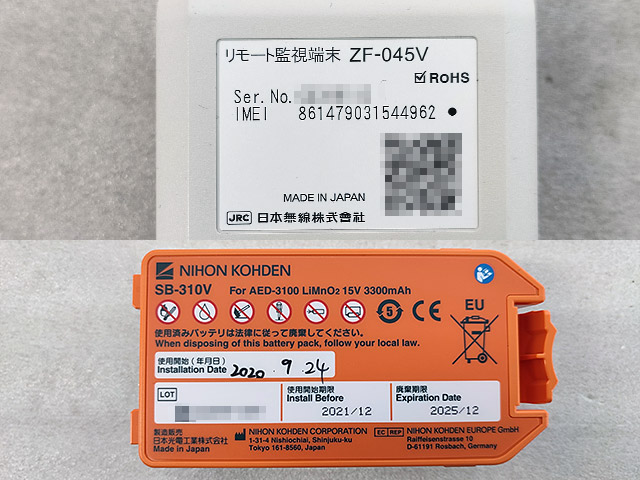 リモート監視端末 ZF-045V
RoHS
Ser.No.
IMEI 861479031544962
MADE IN JAPAN
JRC 日本無線株式会社
NIHON KOHDEN
SB-310V For AED-3100 LiMnO2 15V 3300mAh
5 CE EU
使用済みバッテリは法律に従って廃棄してください。
When disposing of this battery pack, follow your local law.
使用開始(年月日)
Installation Date 2020. 9. 24
LOT
使用開始期限
Install Before
2021/12
廃棄期限
Expiration Date
2025/12
製造販売
日本光電工業株式会社
NIHON KOHDEN CORPORATION
1-31-4 Nishiochiai, Shinjuku-ku
Tokyo 161-8560, Japan
EC REP NIHON KOHDEN EUROPE GmbH
Raiffeisenstrasse 10
D-61191 Rosbach, Germany